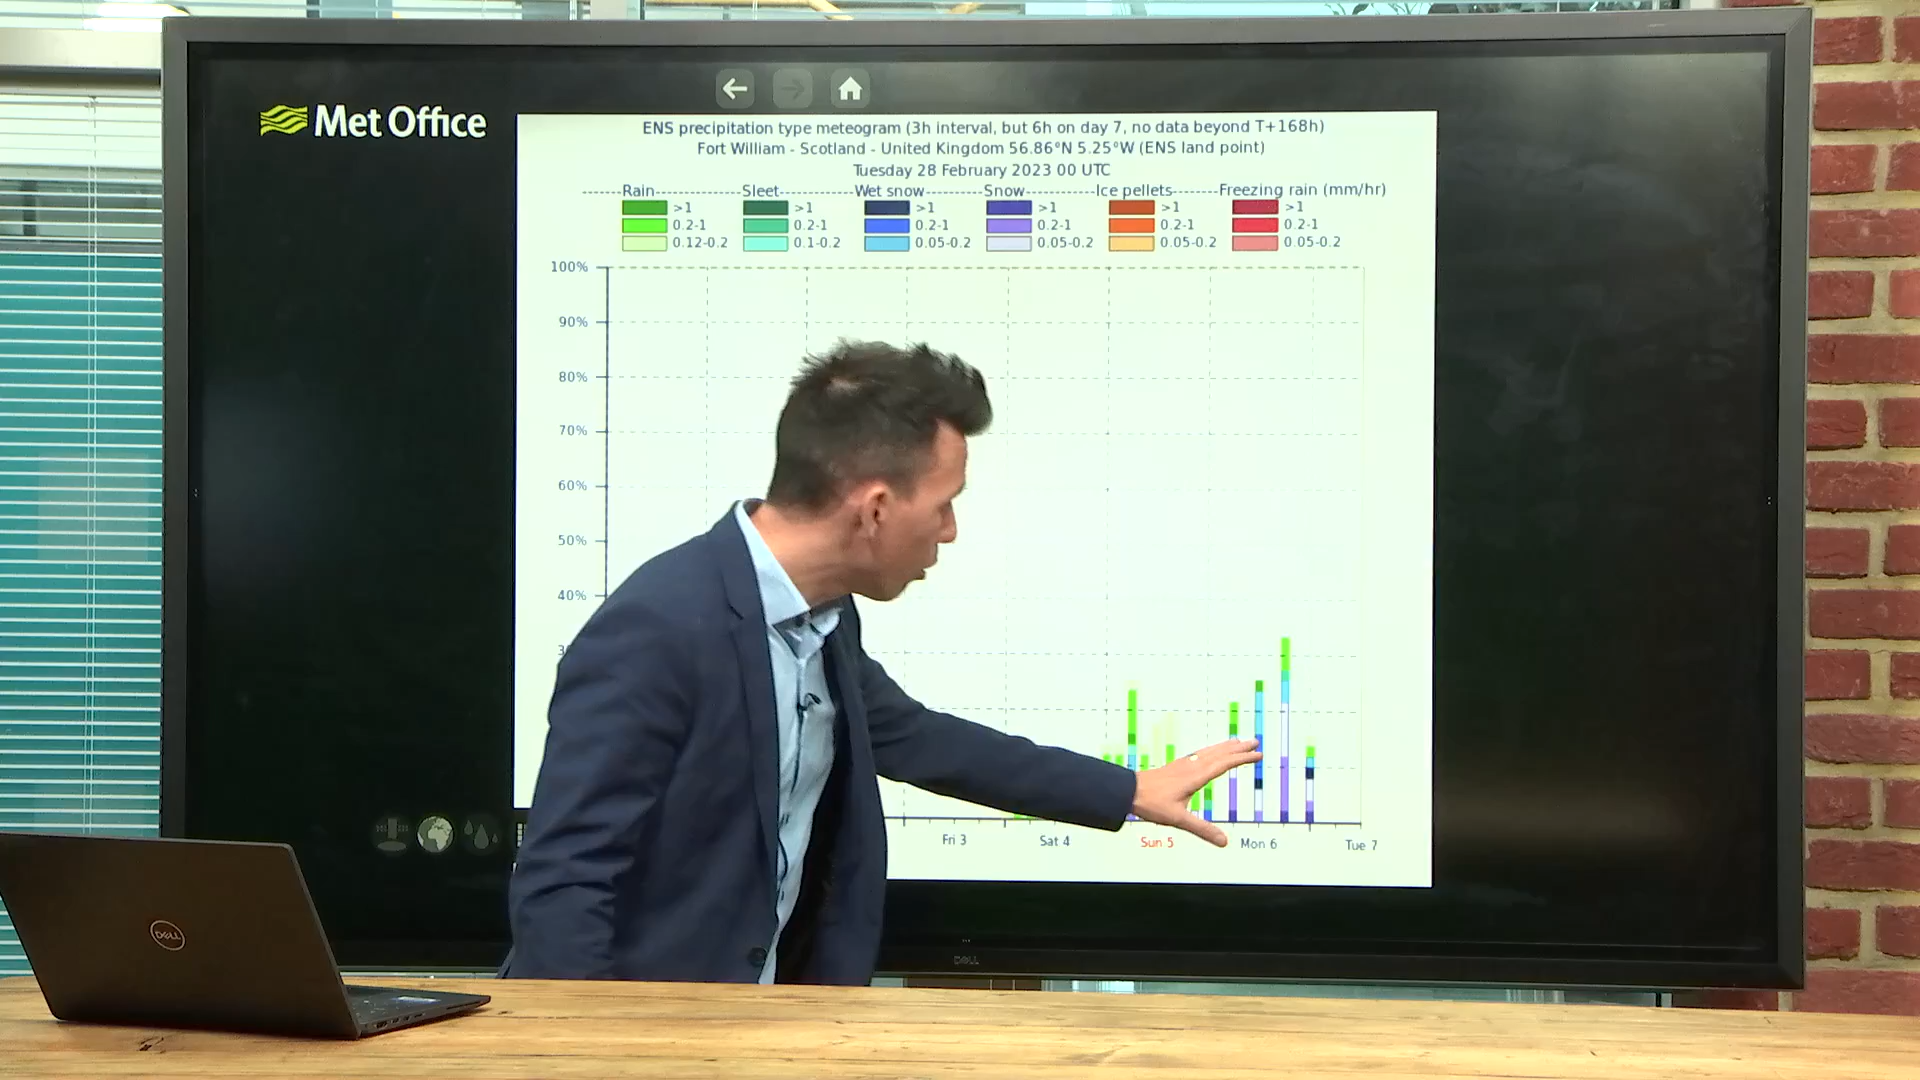 Met Office
ENS precipitation type meteogram (3h interval, but 6h on day 7, no data beyond T+168h)
Fort William - Scotland - United Kingdom 56.86°N 5.25°W (ENS land point)
Tuesday 28 February 2023 00 UTC
Rain Sleet Wet snow Snow Ice pellets Freezing rain (mm/hr)
>1 >1 >1 >1 >1 >1
0.2-1 0.2-1 0.2-1 0.2-1 0.2-1 0.2-1
0.12-0.2 0.1-0.2 0.05-0.2 0.05-0.2 0.05-0.2 0.05-0.2
100%
90%
80%
70%
60%
50%
40%
Fri 3 Sat 4 Sun 5 Mon 6 Tue 7
DELL
DELL